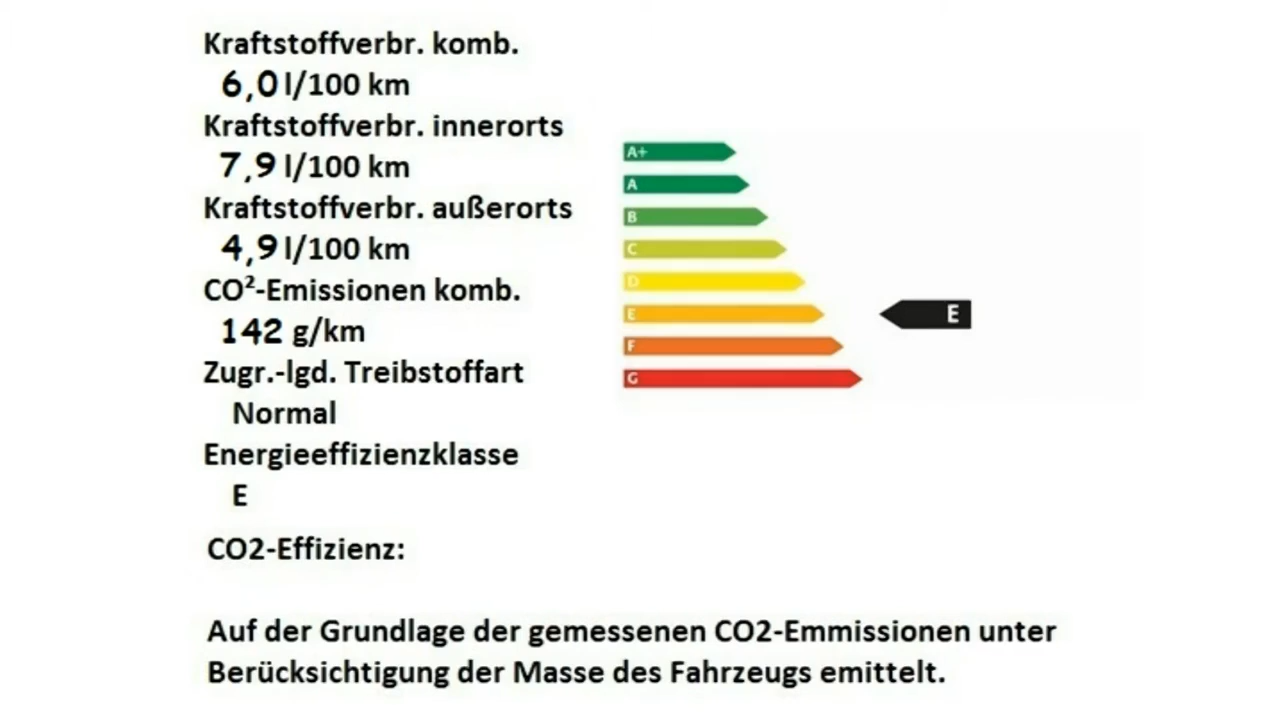 Kraftstoffverbr. komb.
6,0 l/100 km
Kraftstoffverbr. innerorts
7,9 l/100 km
Kraftstoffverbr. außerorts
4,9 l/100 km
CO²-Emissionen komb.
142 g/km
Zugr.-lgd. Treibstoffart
Normal
Energieeffizienzklasse
E
A+
A
B
C
D
E
E
F
G
CO2-Effizienz:
Auf der Grundlage der gemessenen CO2-Emmissionen unter
Berücksichtigung der Masse des Fahrzeugs emittelt.